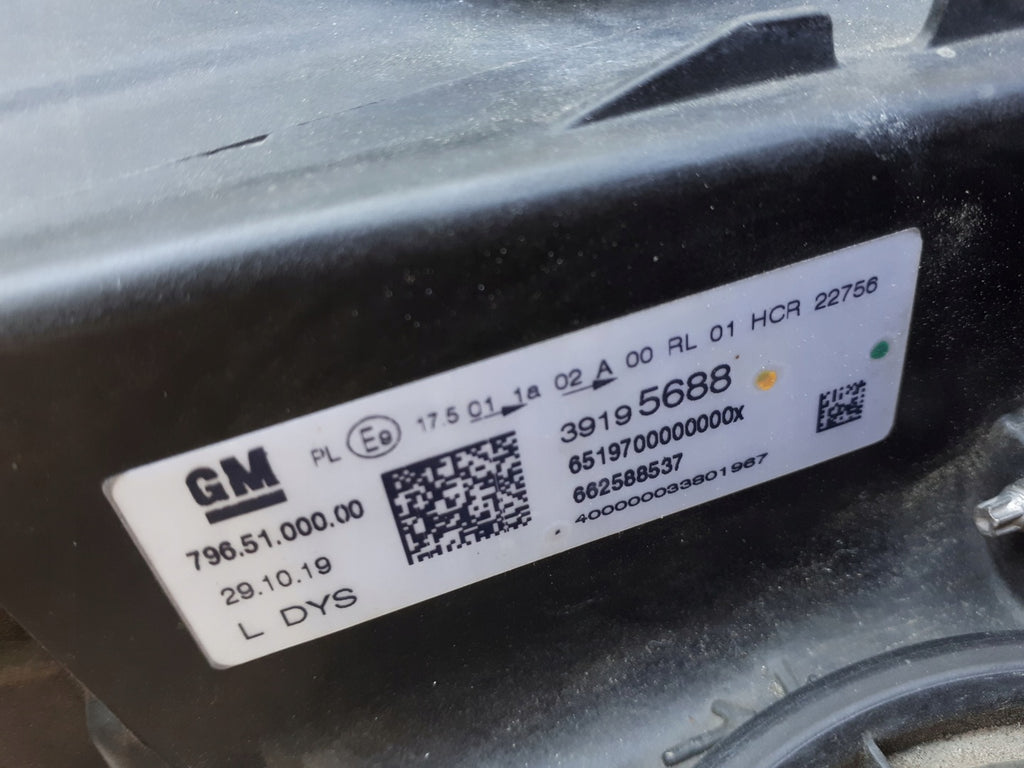 GM
PL E9 17.5 01 1a 02 A 00 RL 01 HCR 22756
39195688
6519700000000x
662588537
400000033801967
796.51.000.00
29.10.19
L DYS